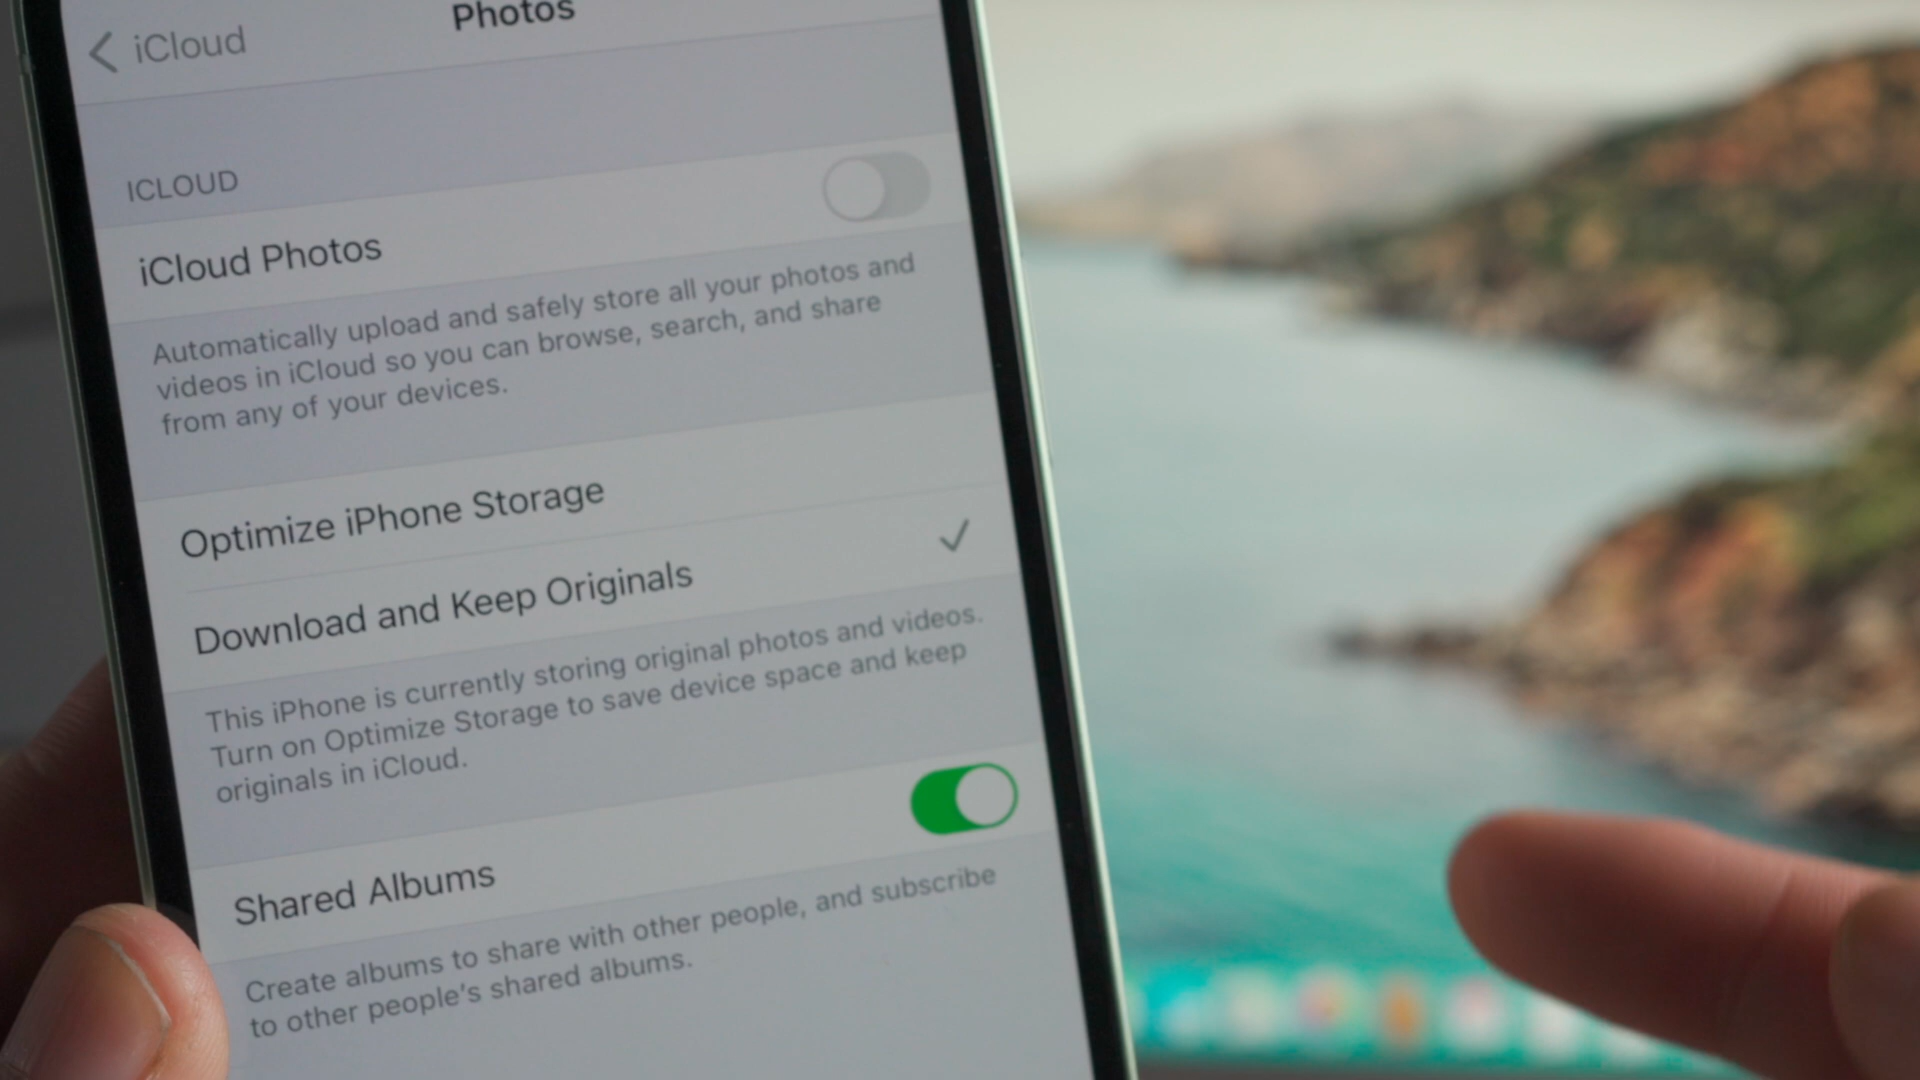 Photos
iCloud
ICLOUD
iCloud Photos
Automatically upload and safely store all your photos and
videos in iCloud so you can browse, search, and share
from any of your devices.
Optimize iPhone Storage
Download and Keep Originals
This iPhone is currently storing original photos and videos.
Turn on Optimize Storage to save device space and keep
originals in iCloud.
Shared Albums
Create albums to share with other people, and subscribe
to other people's shared albums.